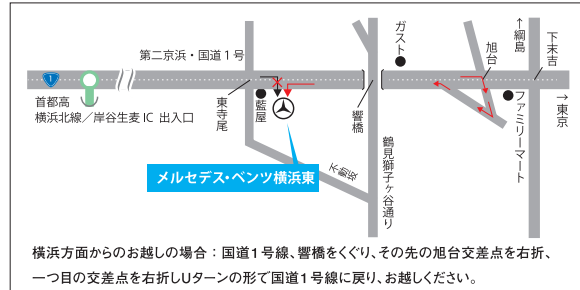 第二京浜・国道1号
1
首都高
横浜北線／岸谷生麦IC 出入口
東寺尾
藍屋
響橋
ガスト
旭台
←綱島
下末吉
→東京
ファミリーマート
鶴見獅子ヶ谷通り
不動坂
メルセデス・ベンツ横浜東
横浜方面からのお越しの場合：国道1号線、響橋をくぐり、その先の旭台交差点を右折、
一つ目の交差点を右折しUターンの形で国道1号線に戻り、お越しください。